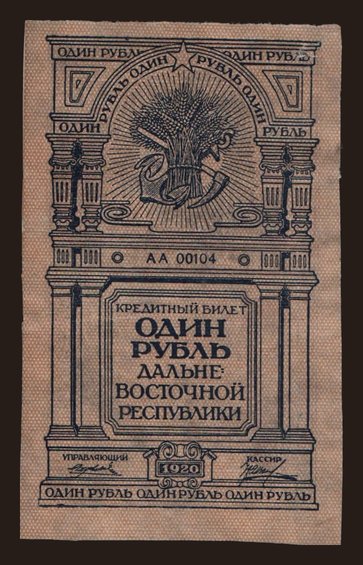 ОДИН РУБЛЬ ОДИН РУБЛЬ
РУБЛЬ ОДИН РУБЛЬ ОДИН
ОДИН РУБЛЬ
АА 00104
КРЕДИТНЫЙ БИЛЕТ
ОДИН
РУБЛЬ
ДАЛЬНЕ-
ВОСТОЧНОЙ
РЕСПУБЛИКИ
УПРАВЛЯЮЩИЙ КАССИР
1920
ОДИН РУБЛЬ ОДИН РУБЛЬ ОДИН РУБЛЬ